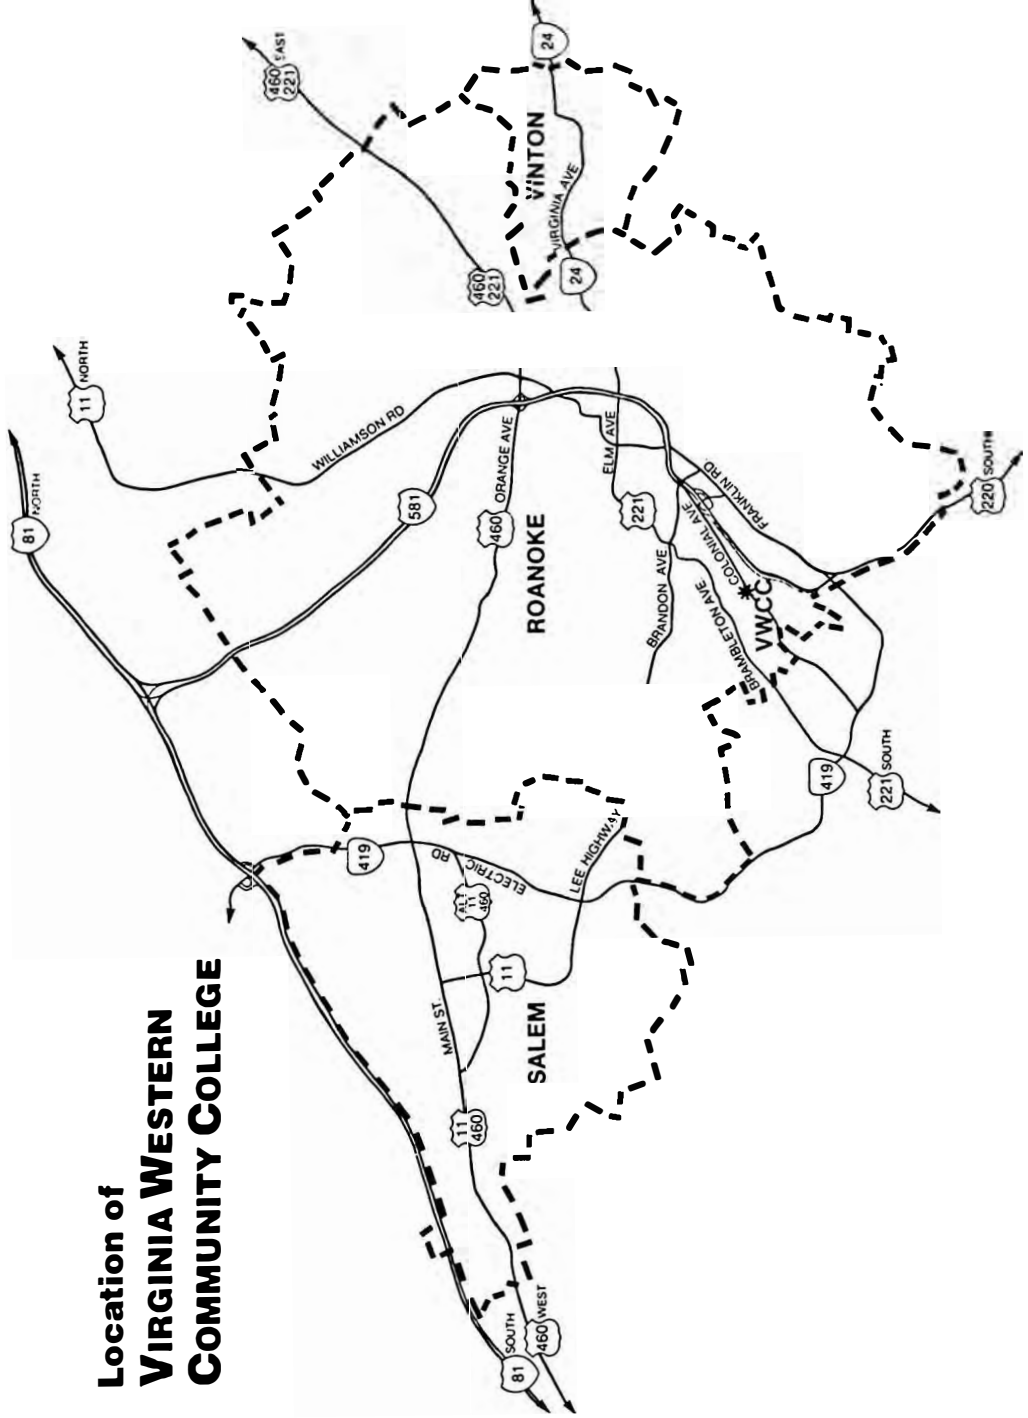 Location of
VIRGINIA WESTERN
COMMUNITY COLLEGE
81
NORTH
11
NORTH
460
221
EAST
24
VINTON
VIRGINIA AVE
24
460
221
WILLIAMSON RD
581
ORANGE AVE
460
ROANOKE
ELM AVE
221
BRANDON AVE
FRANKLIN RD.
COLONIAL AVE
BRAMBLETON AVE
VWCC
220
SOUTH
419
221
SOUTH
419
ELECTRIC
RD
ALT
11
460
LEE HIGHWAY
11
MAIN ST.
SALEM
11
460
81
SOUTH
460
WEST